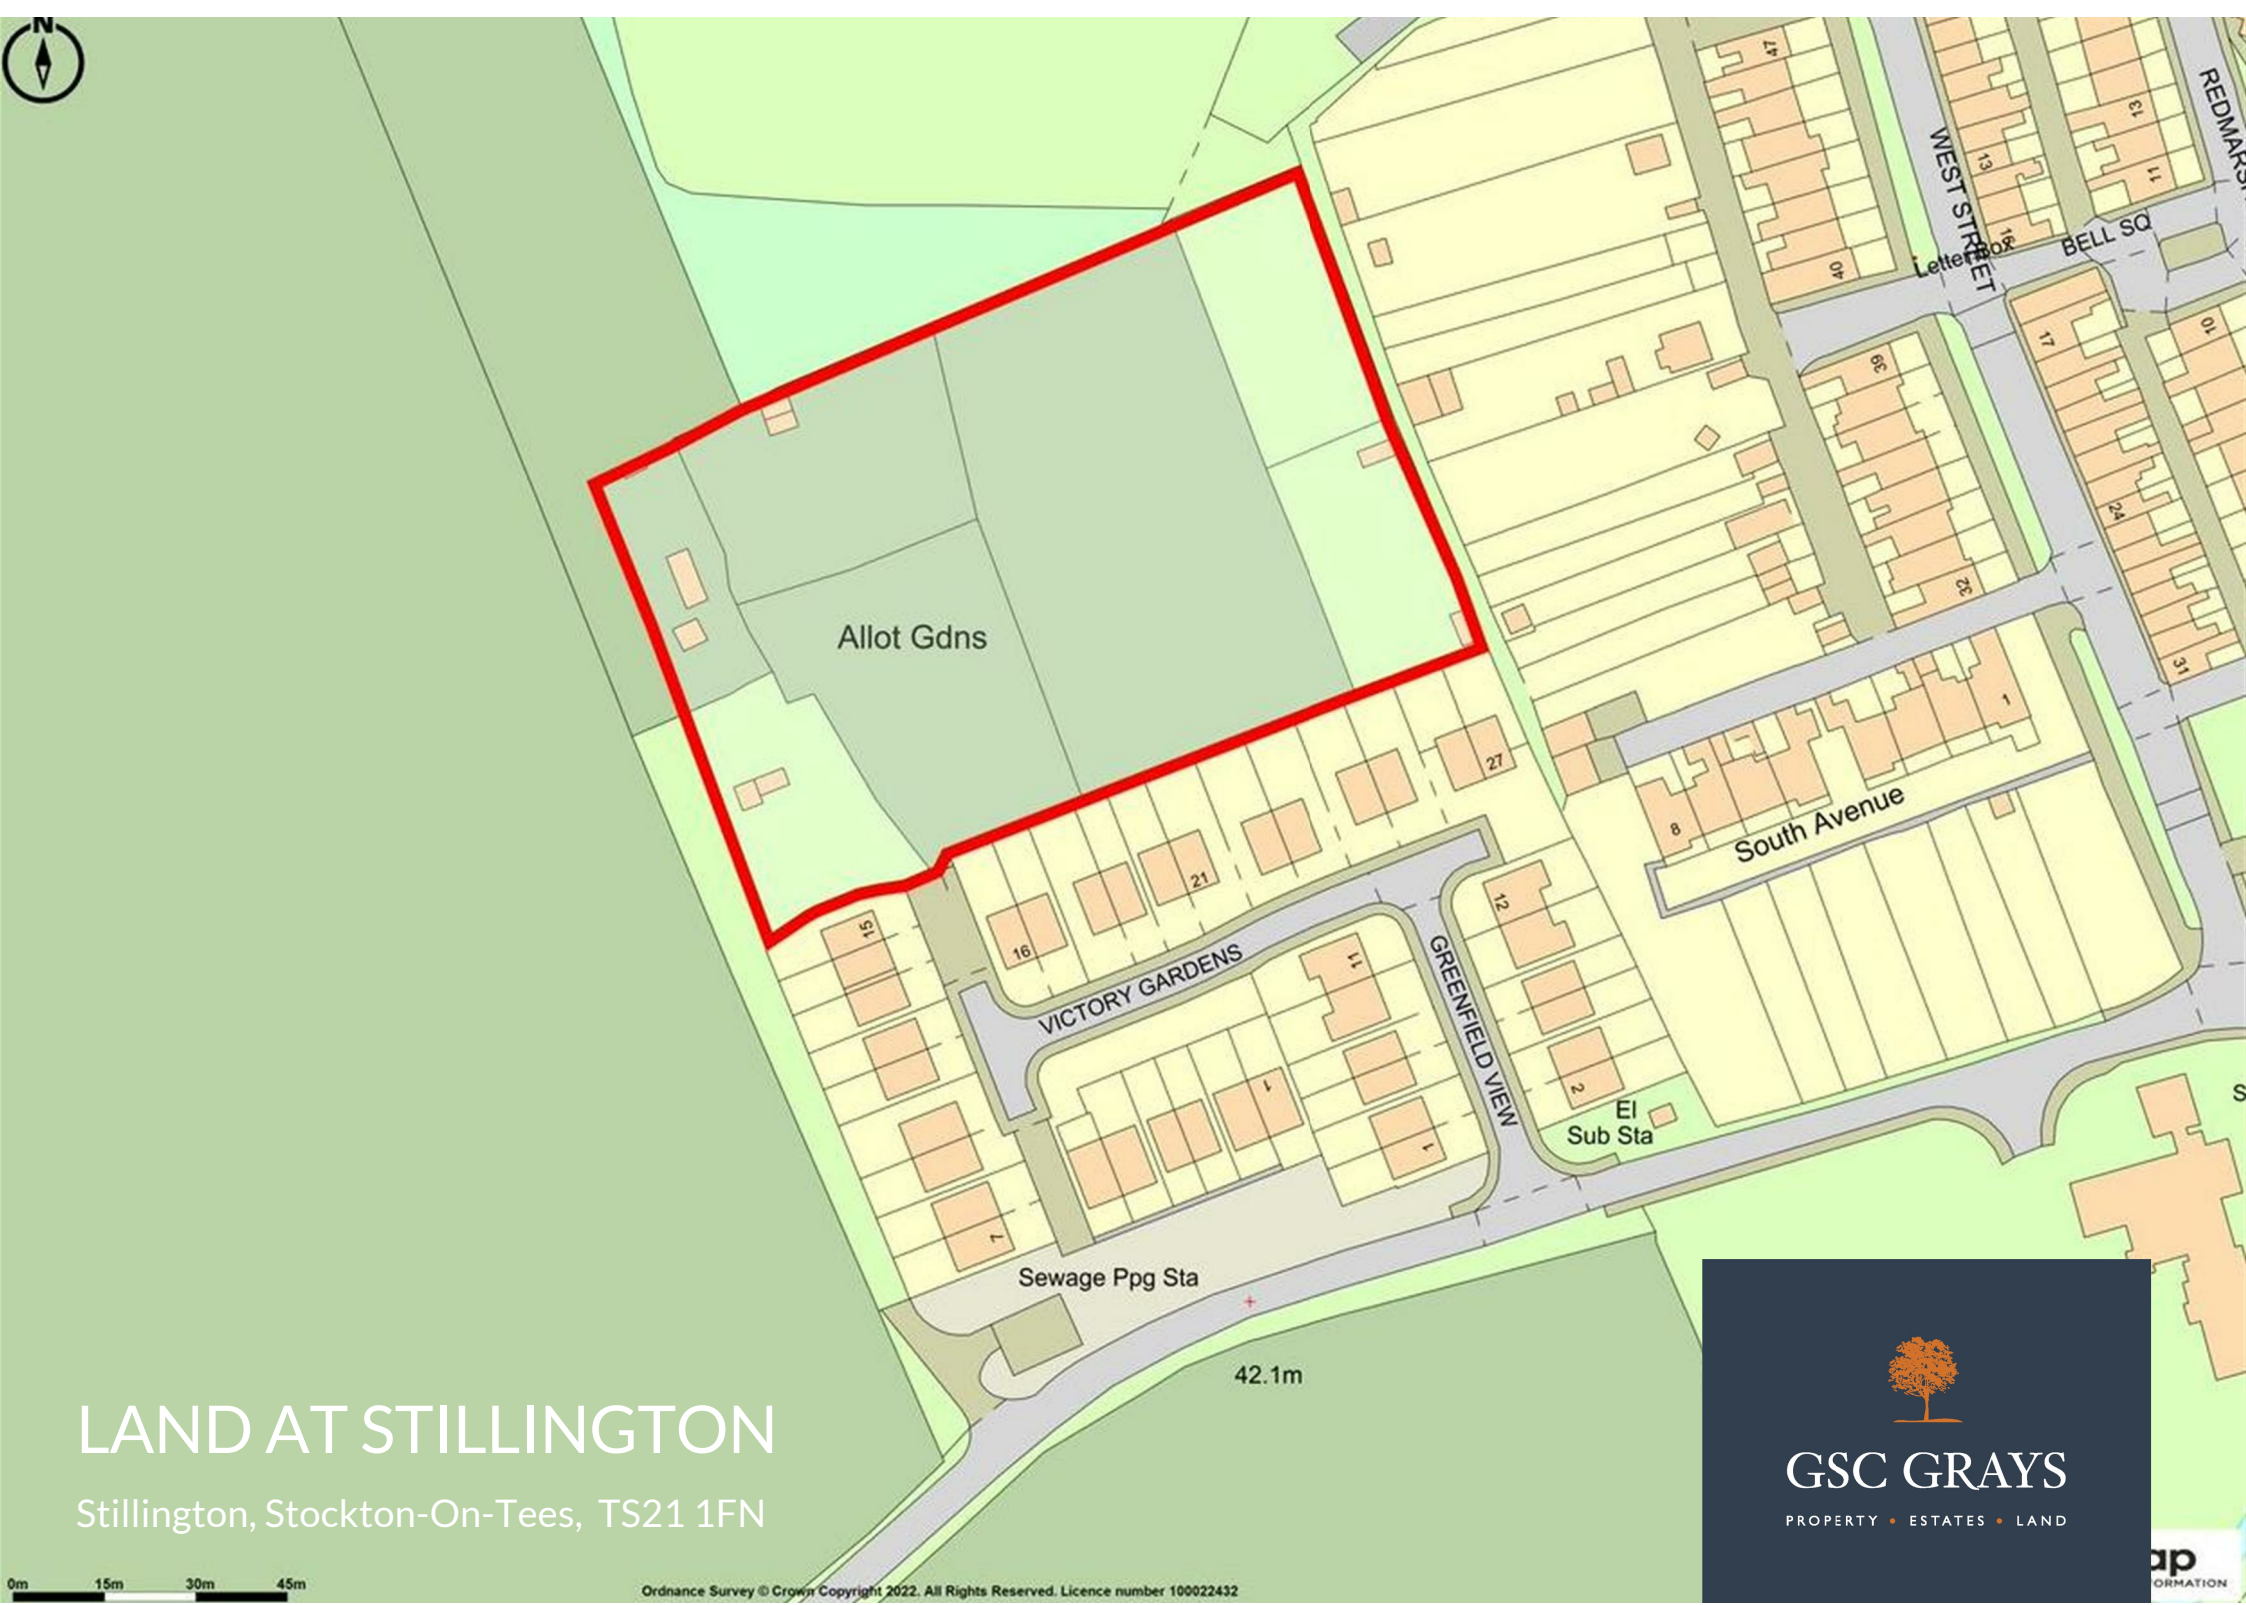 N
47
WEST STREET
13
16
13
11
REDMARS
BELL SQ
Letter Box
40
39
17
10
24
32
31
Allot Gdns
27
1
8
South Avenue
21
16
15
12
11
VICTORY GARDENS
GREENFIELD VIEW
1
2
1
El
Sub Sta
7
Sewage Ppg Sta
42.1m
S
LAND AT STILLINGTON
Stillington, Stockton-On-Tees, TS21 1FN
GSC GRAYS
PROPERTY • ESTATES • LAND
ap
ORMATION
0m 15m 30m 45m
Ordnance Survey © Crown Copyright 2022. All Rights Reserved. Licence number 100022432